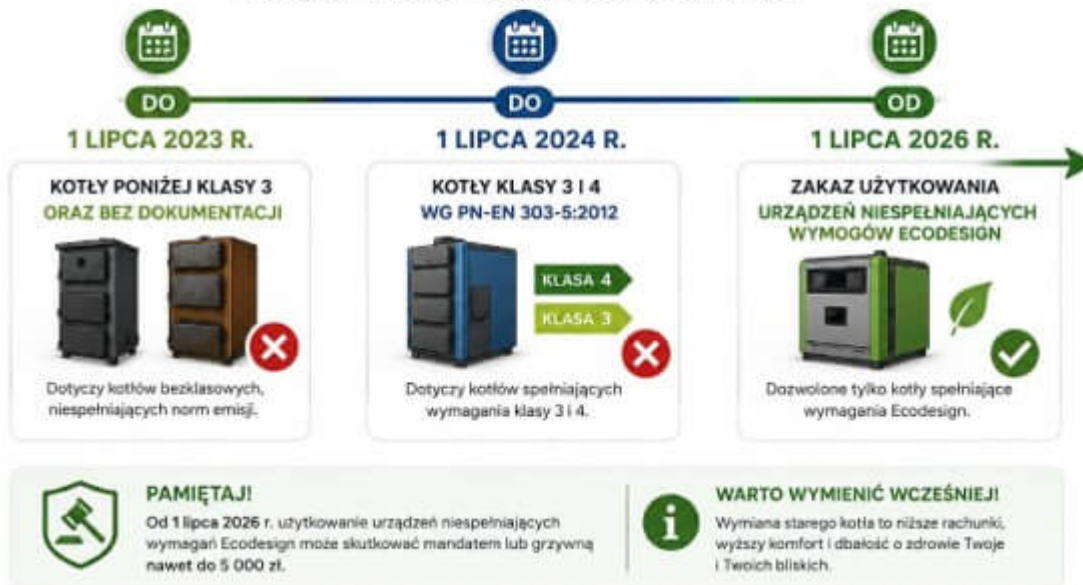 DO
1 LIPCA 2023 R.
KOTŁY PONIŻEJ KLASY 3
ORAZ BEZ DOKUMENTACJI
Dotyczy kotłów bezklasowych,
niespełniających norm emisji.
DO
1 LIPCA 2024 R.
KOTŁY KLASY 3 I 4
WG PN-EN 303-5:2012
KLASA 4
KLASA 3
Dotyczy kotłów spełniających
wymagania klasy 3 i 4.
OD
1 LIPCA 2026 R.
ZAKAZ UŻYTKOWANIA
URZĄDZEŃ NIESPEŁNIAJĄCYCH
WYMOGÓW ECODESIGN
Dozwolone tylko kotły spełniające
wymagania Ecodesign.
PAMIĘTAJ!
Od 1 lipca 2026 r. użytkowanie urządzeń niespełniających
wymagań Ecodesign może skutkować mandatem lub grzywną
nawet do 5 000 zł.
WARTO WYMIENIĆ WCZEŚNIEJ!
Wymiana starego kotła to niższe rachunki,
wyższy komfort i dbałość o zdrowie Twoje
i Twoich bliskich.